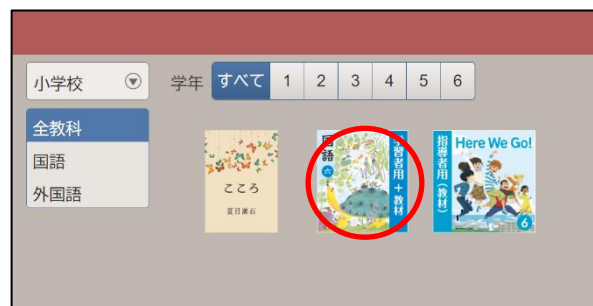 小学校
学年 すべて 1 2 3 4 5 6
全教科
国語
外国語
こころ
夏目漱石
国語 六
学習者用+教材
指導者用(教材)
Here We Go!
6